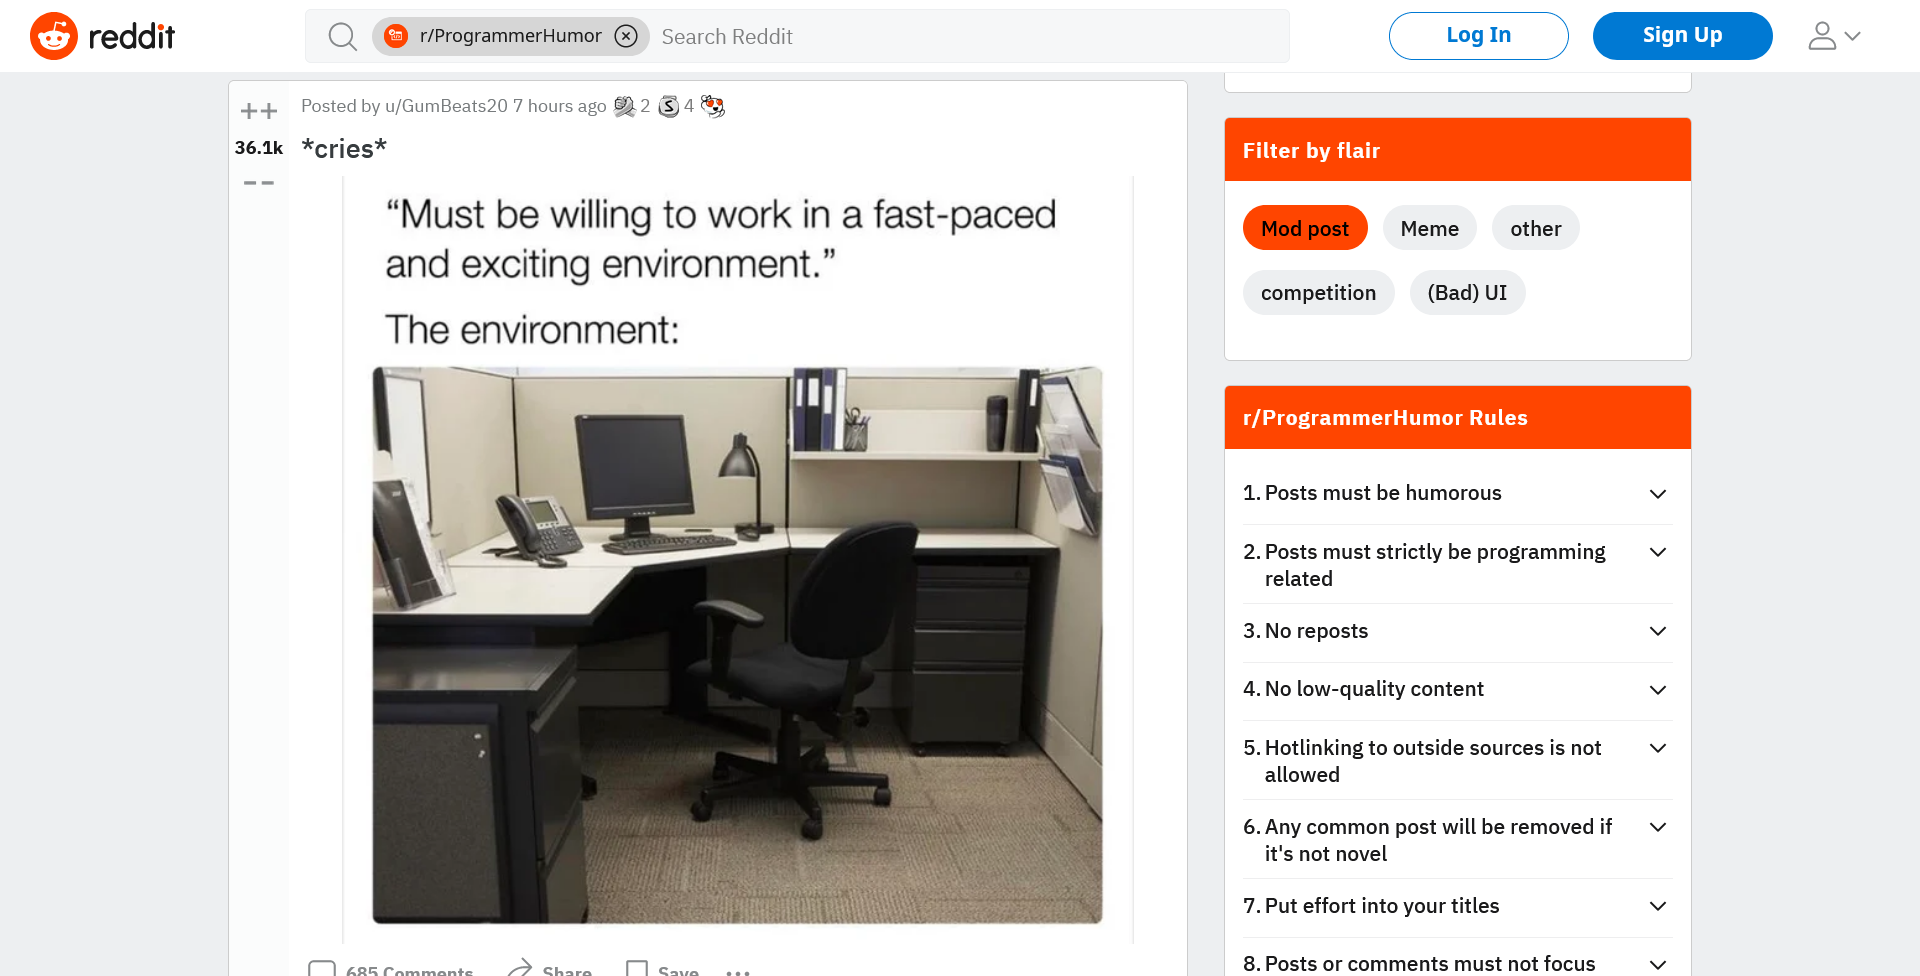 reddit
r/ProgrammerHumor
Search Reddit
Log In
Sign Up
++
36.1k
--
Posted by u/GumBeats20 7 hours ago 2 S 4
*cries*
“Must be willing to work in a fast-paced
and exciting environment.”
The environment:
685 Comments
Share
Save
Filter by flair
Mod post
Meme
other
competition
(Bad) UI
r/ProgrammerHumor Rules
1. Posts must be humorous
2. Posts must strictly be programming
related
3. No reposts
4. No low-quality content
5. Hotlinking to outside sources is not
allowed
6. Any common post will be removed if
it's not novel
7. Put effort into your titles
8. Posts or comments must not focus